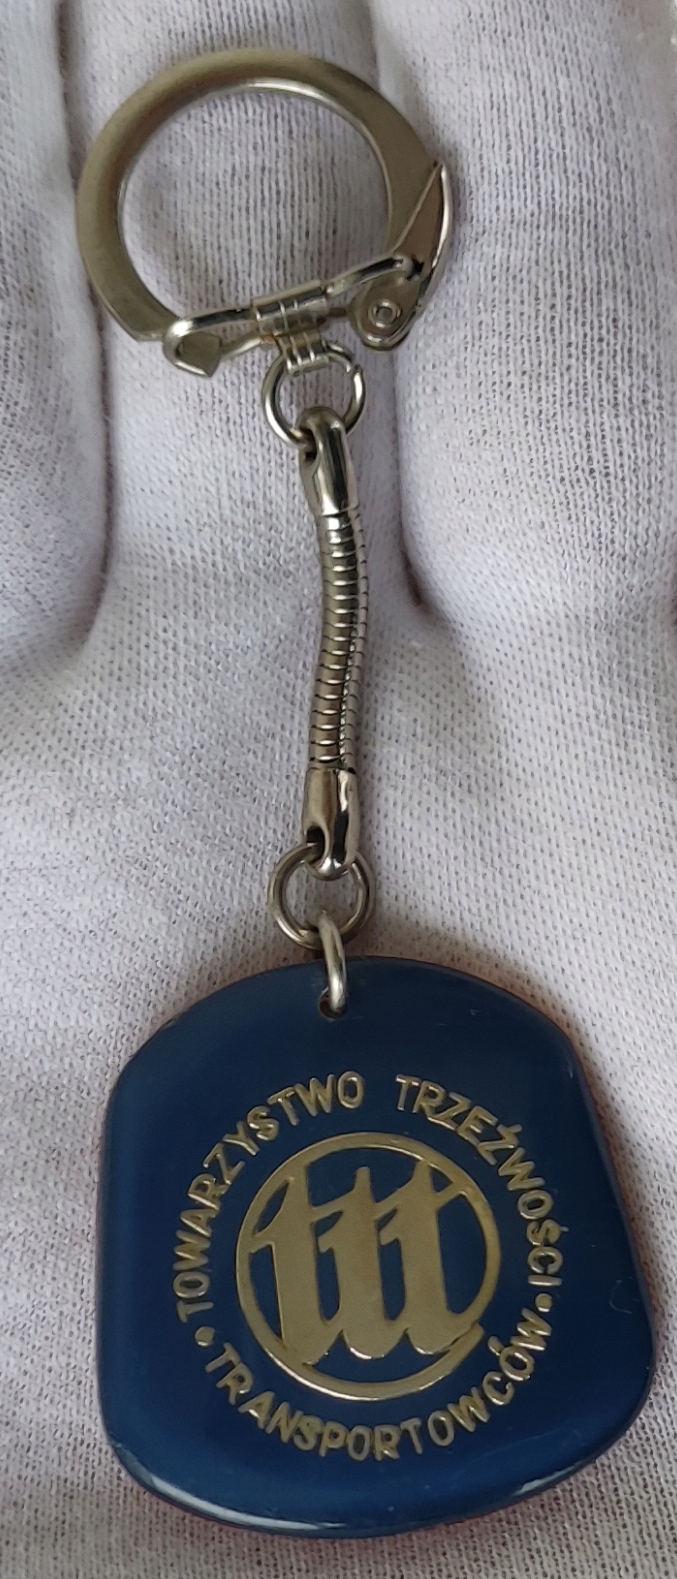 • TOWARZYSTWO TRZEŹWOŚCI •
TRANSPORTOWCÓW
ttt